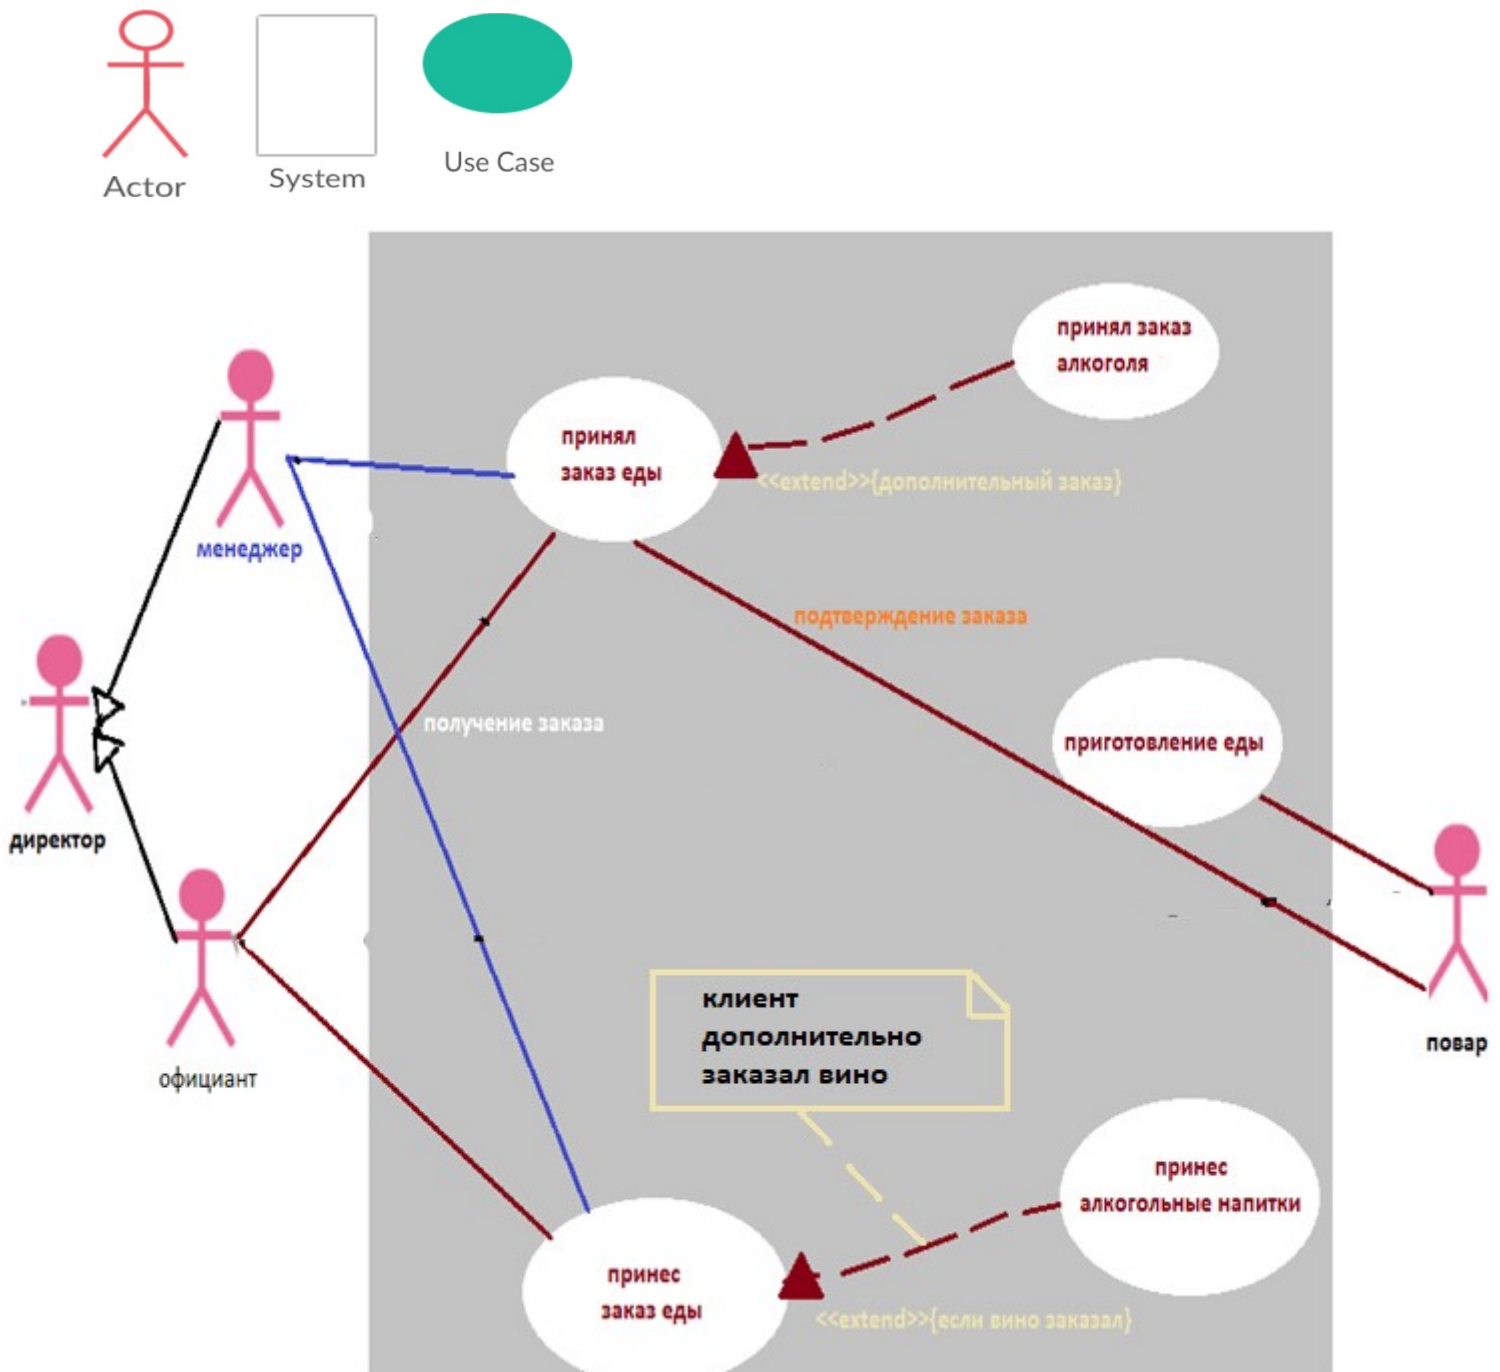 Actor
System
Use Case
принял заказ
алкоголя
принял
заказ еды
<<extend>>{дополнительный заказ}
менеджер
подтверждение заказа
получение заказа
приготовление еды
директор
клиент
дополнительно
заказал вино
повар
официант
принес
алкогольные напитки
принес
заказ еды
<<extend>>{если вино заказал}